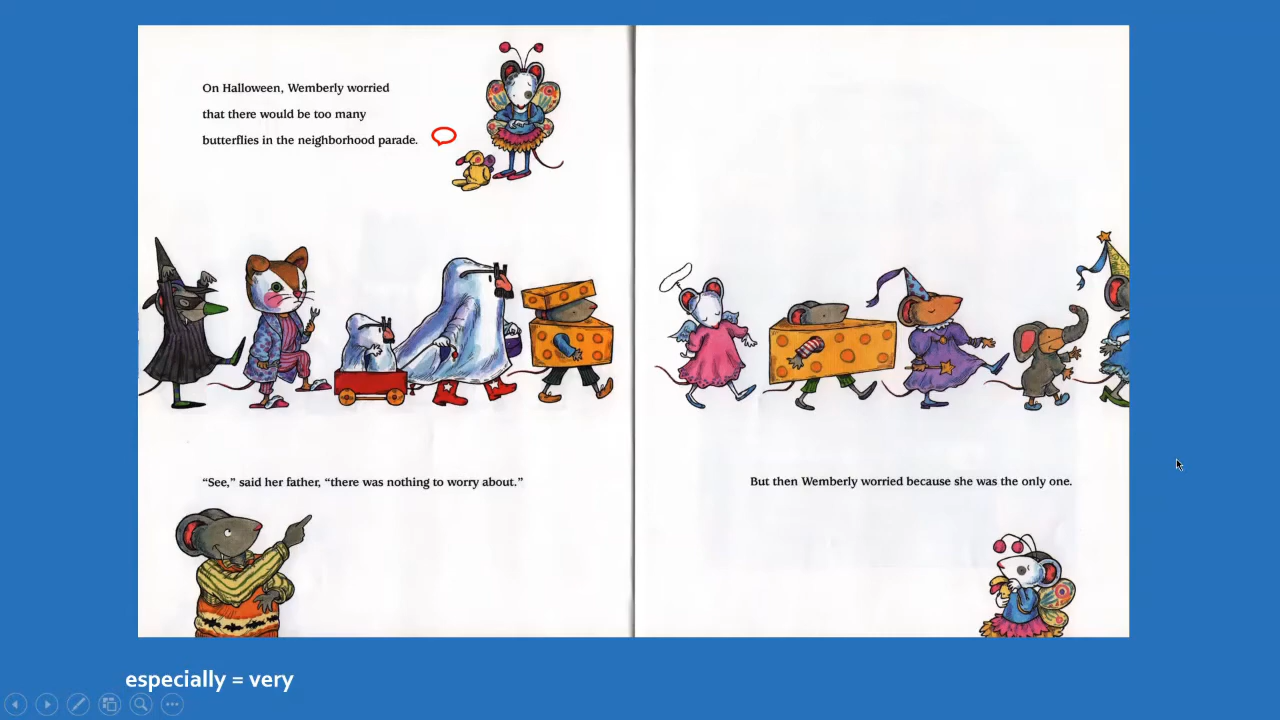 On Halloween, Wemberly worried
that there would be too many
butterflies in the neighborhood parade.
“See,” said her father, “there was nothing to worry about.”
But then Wemberly worried because she was the only one.
especially = very